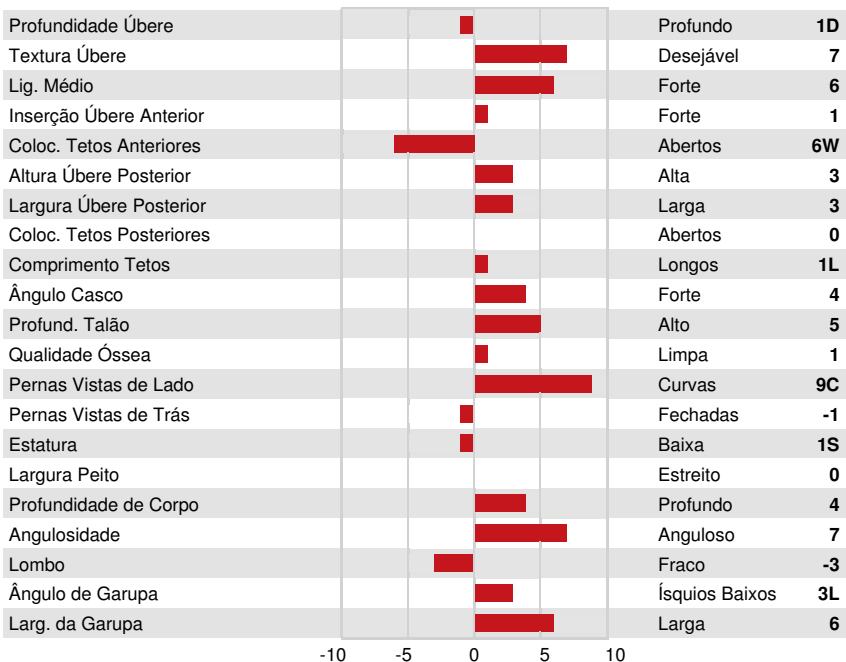 Profundidade Úbere Profundo 1D
Textura Úbere Desejável 7
Lig. Médio Forte 6
Inserção Úbere Anterior Forte 1
Coloc. Tetos Anteriores Abertos 6W
Altura Úbere Posterior Alta 3
Largura Úbere Posterior Larga 3
Coloc. Tetos Posteriores Abertos 0
Comprimento Tetos Longos 1L
Ângulo Casco Forte 4
Profund. Talão Alto 5
Qualidade Óssea Limpa 1
Pernas Vistas de Lado Curvas 9C
Pernas Vistas de Trás Fechadas -1
Estatura Baixa 1S
Largura Peito Estreito 0
Profundidade de Corpo Profundo 4
Angulosidade Anguloso 7
Lombo Fraco -3
Ângulo de Garupa Ísquios Baixos 3L
Larg. da Garupa Larga 6
-10 -5 0 5 10